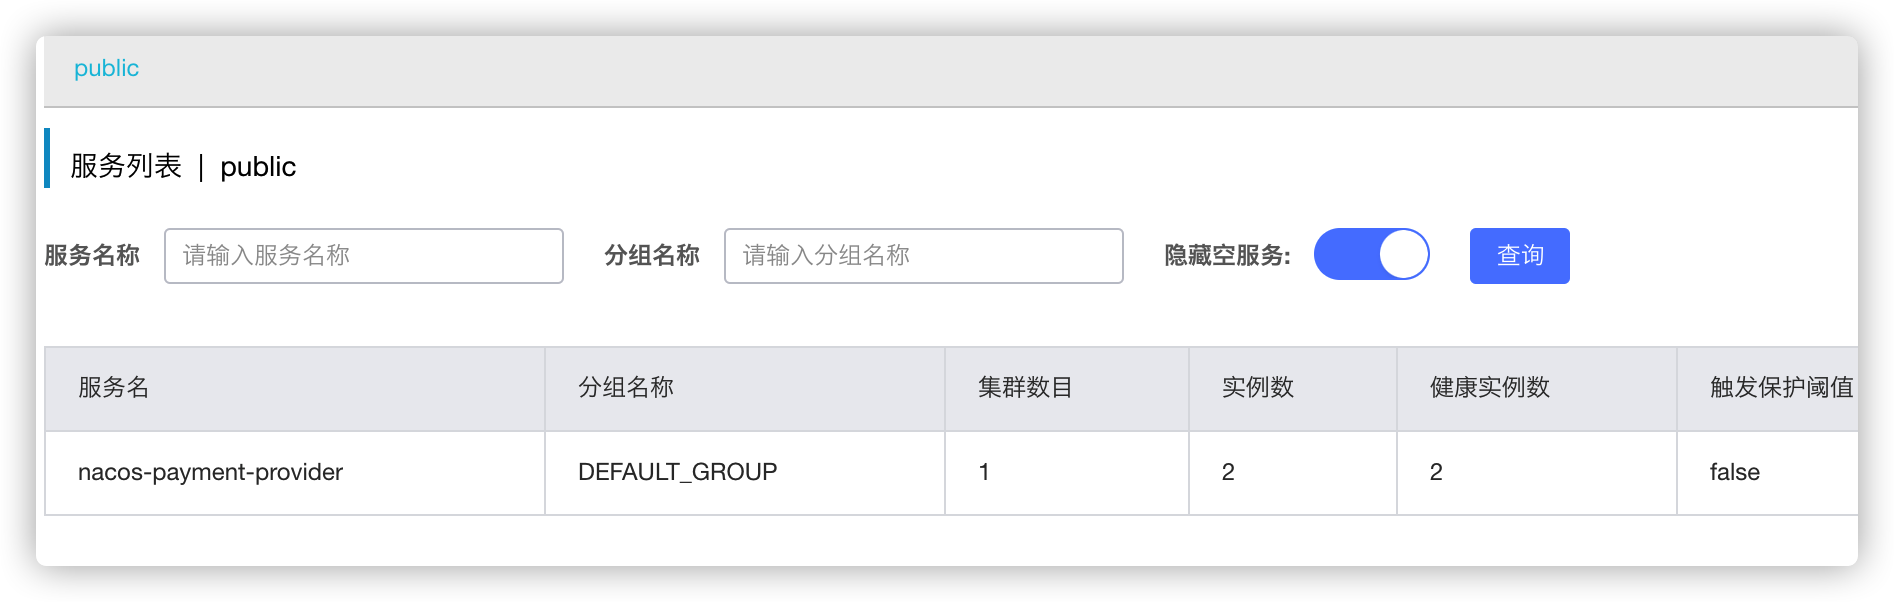 public
服务列表 | public
服务名称 请输入服务名称 分组名称 请输入分组名称 隐藏空服务: 查询
服务名 分组名称 集群数目 实例数 健康实例数 触发保护阈值
nacos-payment-provider DEFAULT_GROUP 1 2 2 false